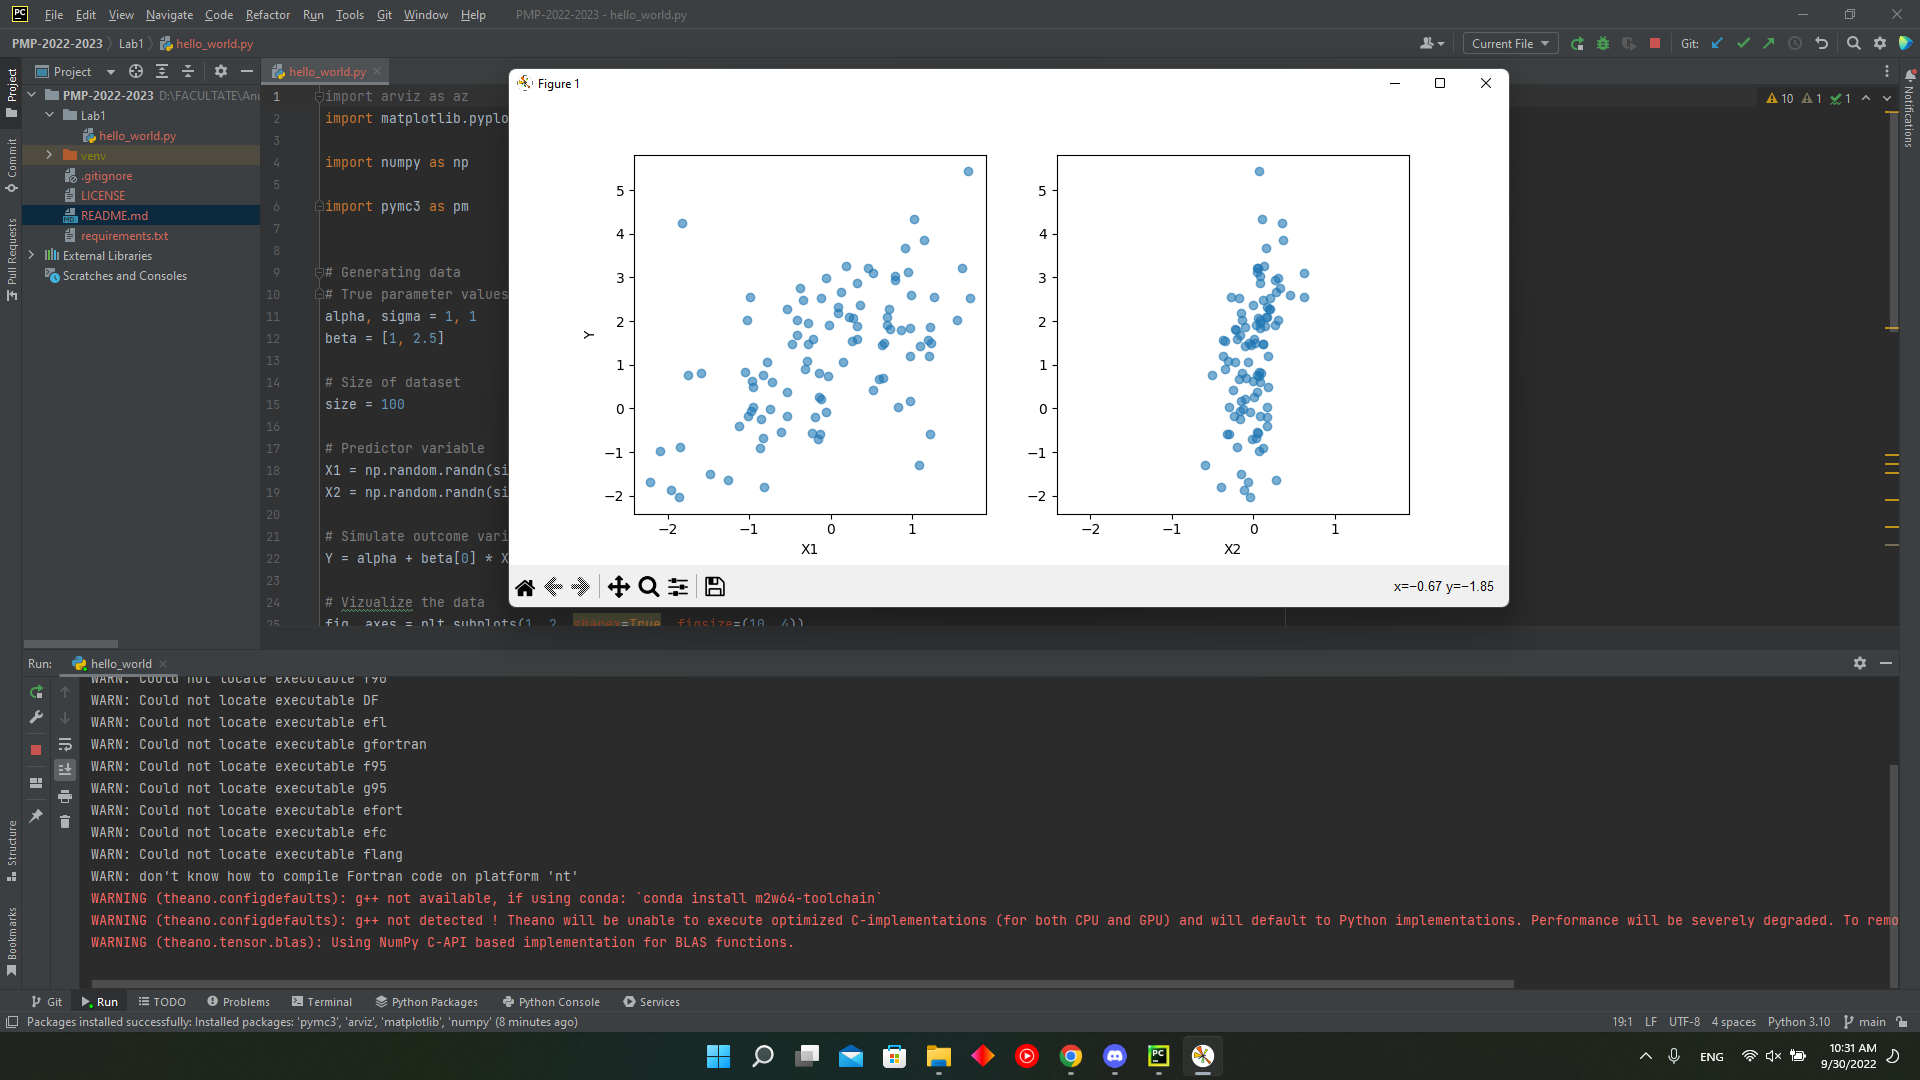 PC File Edit View Navigate Code Refactor Run Tools Git Window Help PMP-2022-2023 - hello_world.py
PMP-2022-2023 Lab1 hello_world.py Current File Git:
Project
Commit
Pull Requests
Structure
Bookmarks
Notifications
Project
PMP-2022-2023 D:\FACULTATE\Anu
Lab1
hello_world.py
venv
.gitignore
LICENSE
README.md
requirements.txt
External Libraries
Scratches and Consoles
hello_world.py
10 1 1
1 import arviz as az
2 import matplotlib.pyplo
3
4 import numpy as np
5
6 import pymc3 as pm
7
8
9 # Generating data
10 # True parameter values
11 alpha, sigma = 1, 1
12 beta = [1, 2.5]
13
14 # Size of dataset
15 size = 100
16
17 # Predictor variable
18 X1 = np.random.randn(si
19 X2 = np.random.randn(si
20
21 # Simulate outcome vari
22 Y = alpha + beta[0] * X
23
24 # Vizualize the data
25 fig, axes = plt.subplots(1, 2, sharex=True, figsize=(10, 4))
Figure 1
5
4
3
2
1
0
−1
−2
Y
−2 −1 0 1
X1
5
4
3
2
1
0
−1
−2
−2 −1 0 1
X2
x=−0.67 y=−1.85
Run: hello_world
WARN: Could not locate executable f90
WARN: Could not locate executable DF
WARN: Could not locate executable efl
WARN: Could not locate executable gfortran
WARN: Could not locate executable f95
WARN: Could not locate executable g95
WARN: Could not locate executable efort
WARN: Could not locate executable efc
WARN: Could not locate executable flang
WARN: don't know how to compile Fortran code on platform 'nt'
WARNING (theano.configdefaults): g++ not available, if using conda: `conda install m2w64-toolchain`
WARNING (theano.configdefaults): g++ not detected ! Theano will be unable to execute optimized C-implementations (for both CPU and GPU) and will default to Python implementations. Performance will be severely degraded. To remo
WARNING (theano.tensor.blas): Using NumPy C-API based implementation for BLAS functions.
Git Run TODO Problems Terminal Python Packages Python Console Services
Packages installed successfully: Installed packages: 'pymc3', 'arviz', 'matplotlib', 'numpy' (8 minutes ago) 19:1 LF UTF-8 4 spaces Python 3.10 main
PC
ENG
10:31 AM
9/30/2022